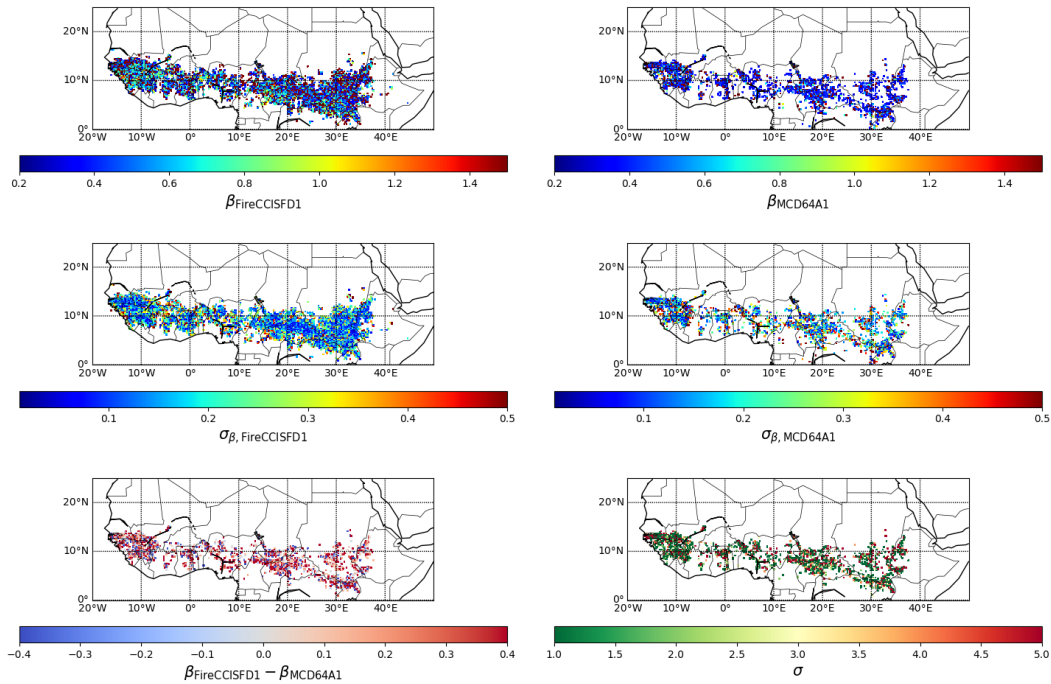 20°N
10°N
0°
20°W 10°W 0° 10°E 20°E 30°E 40°E
0.2 0.4 0.6 0.8 1.0 1.2 1.4
βFireCCISFD1
20°N
10°N
0°
20°W 10°W 0° 10°E 20°E 30°E 40°E
0.2 0.4 0.6 0.8 1.0 1.2 1.4
βMCD64A1
20°N
10°N
0°
20°W 10°W 0° 10°E 20°E 30°E 40°E
0.1 0.2 0.3 0.4 0.5
σβ, FireCCISFD1
20°N
10°N
0°
20°W 10°W 0° 10°E 20°E 30°E 40°E
0.1 0.2 0.3 0.4 0.5
σβ, MCD64A1
20°N
10°N
0°
20°W 10°W 0° 10°E 20°E 30°E 40°E
−0.4 −0.3 −0.2 −0.1 0.0 0.1 0.2 0.3 0.4
βFireCCISFD1 − βMCD64A1
20°N
10°N
0°
20°W 10°W 0° 10°E 20°E 30°E 40°E
1.0 1.5 2.0 2.5 3.0 3.5 4.0 4.5 5.0
σ